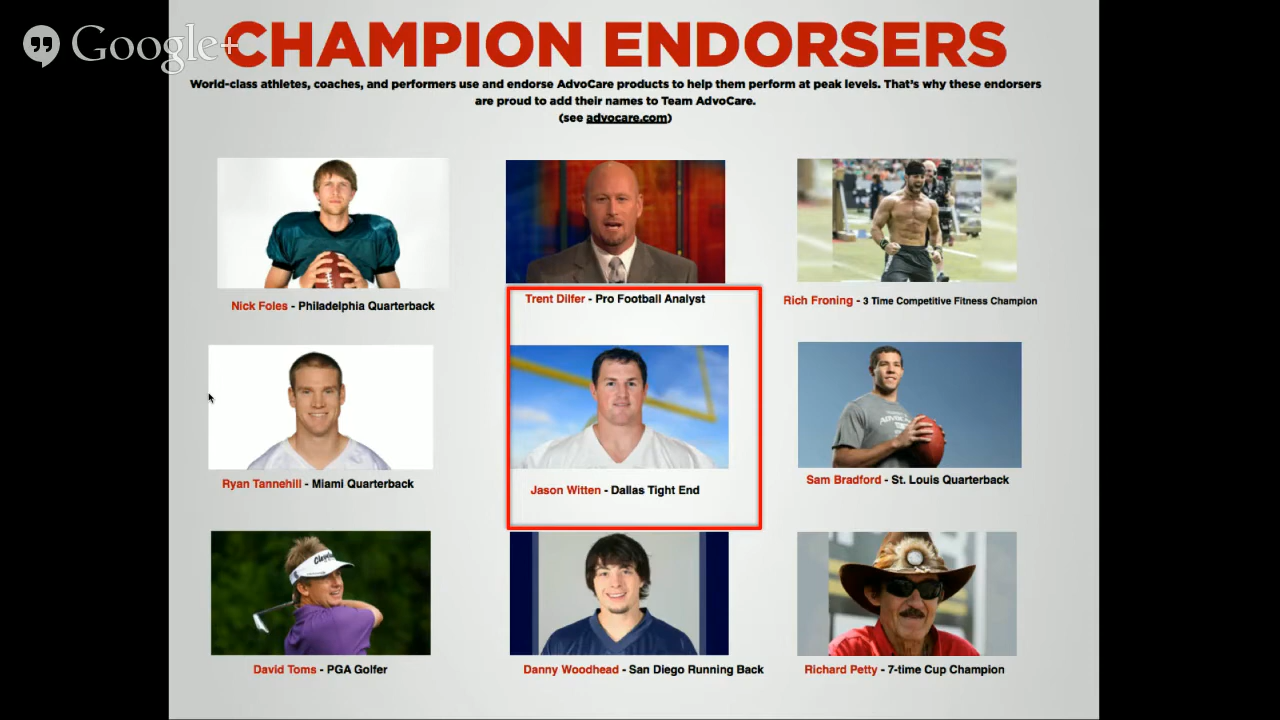 Google+
CHAMPION ENDORSERS
World-class athletes, coaches, and performers use and endorse AdvoCare products to help them perform at peak levels. That's why these endorsers
are proud to add their names to Team AdvoCare.
(see advocare.com)
Nick Foles - Philadelphia Quarterback
Trent Dilfer - Pro Football Analyst
Rich Froning - 3 Time Competitive Fitness Champion
Ryan Tannehill - Miami Quarterback
Jason Witten - Dallas Tight End
Sam Bradford - St. Louis Quarterback
David Toms - PGA Golfer
Danny Woodhead - San Diego Running Back
Richard Petty - 7-time Cup Champion